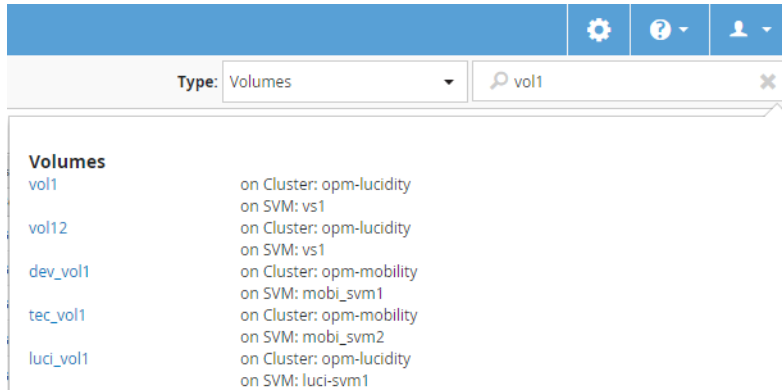 Type: Volumes vol1
Volumes
vol1 on Cluster: opm-lucidity
on SVM: vs1
vol12 on Cluster: opm-lucidity
on SVM: vs1
dev_vol1 on Cluster: opm-mobility
on SVM: mobi_svm1
tec_vol1 on Cluster: opm-mobility
on SVM: mobi_svm2
luci_vol1 on Cluster: opm-lucidity
on SVM: luci-svm1